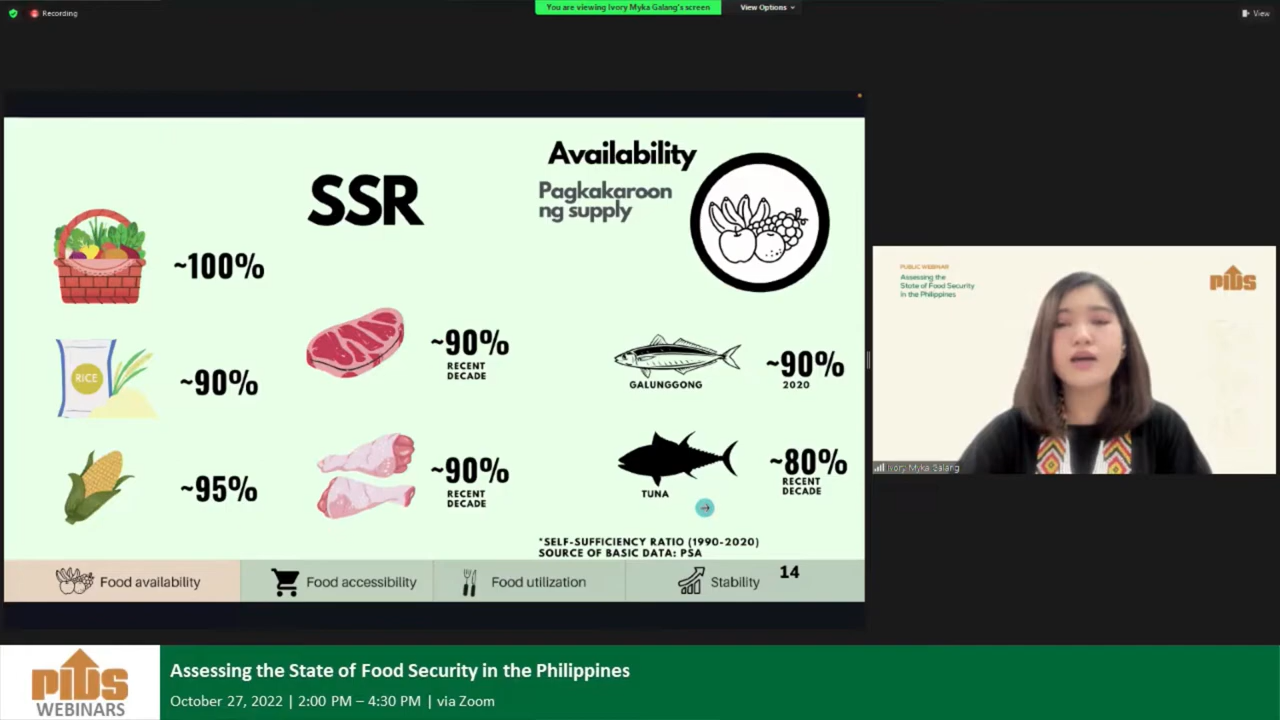 Recording
You are viewing Ivory Myka Galang's screen
View Options
View
SSR
Availability
Pagkakaroon
ng supply
~100%
RICE
~90%
~95%
~90%
RECENT
DECADE
~90%
RECENT
DECADE
GALUNGGONG
~90%
2020
TUNA
~80%
RECENT
DECADE
*SELF-SUFFICIENCY RATIO (1990-2020)
SOURCE OF BASIC DATA: PSA
Food availability
Food accessibility
Food utilization
Stability
14
PUBLIC WEBINAR
Assessing the
State of Food Security
in the Philippines
PIDS
Ivory Myka Galang
PIDS
WEBINARS
Assessing the State of Food Security in the Philippines
October 27, 2022 | 2:00 PM – 4:30 PM | via Zoom